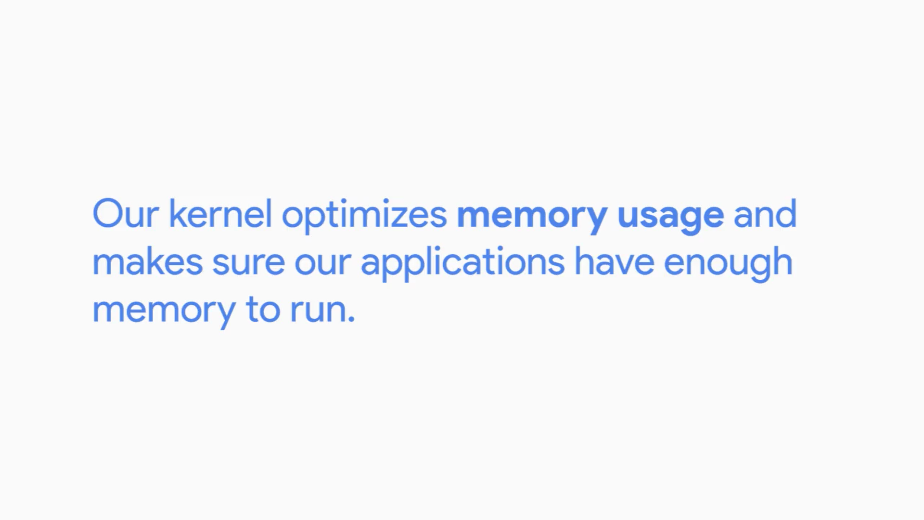 Our kernel optimizes memory usage and
makes sure our applications have enough
memory to run.